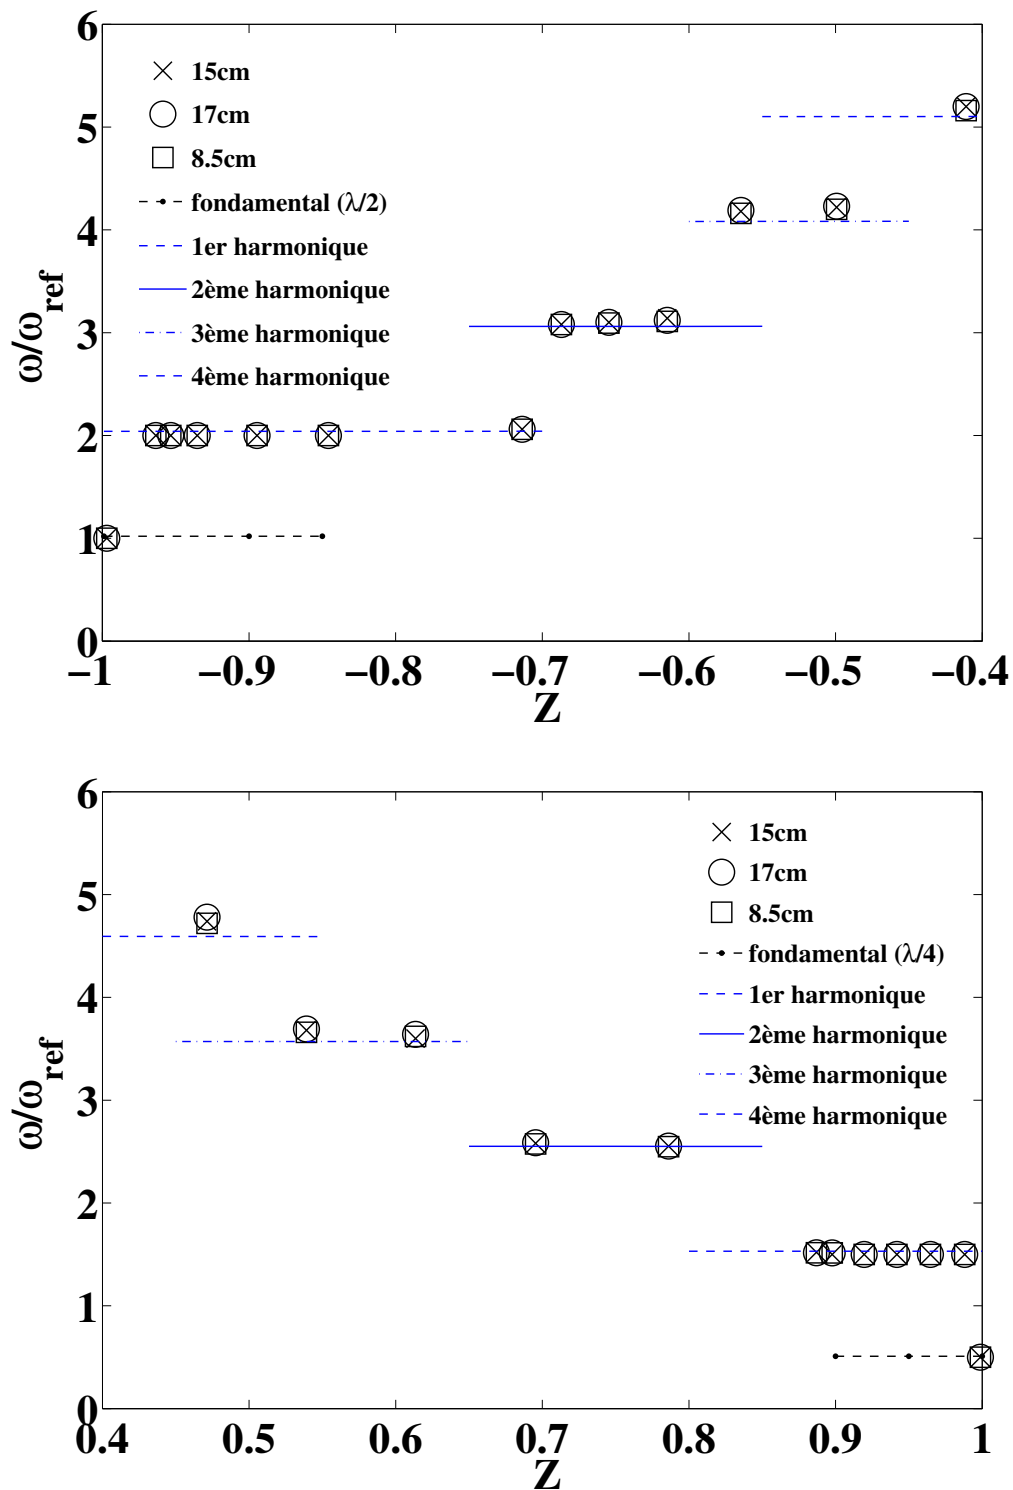 6
5
4
3
2
1
0
ω/ω_ref
15cm
17cm
8.5cm
fondamental (λ/2)
1er harmonique
2ème harmonique
3ème harmonique
4ème harmonique
−1 −0.9 −0.8 −0.7 −0.6 −0.5 −0.4
Z
6
5
4
3
2
1
0
ω/ω_ref
15cm
17cm
8.5cm
fondamental (λ/4)
1er harmonique
2ème harmonique
3ème harmonique
4ème harmonique
0.4 0.5 0.6 0.7 0.8 0.9 1
Z